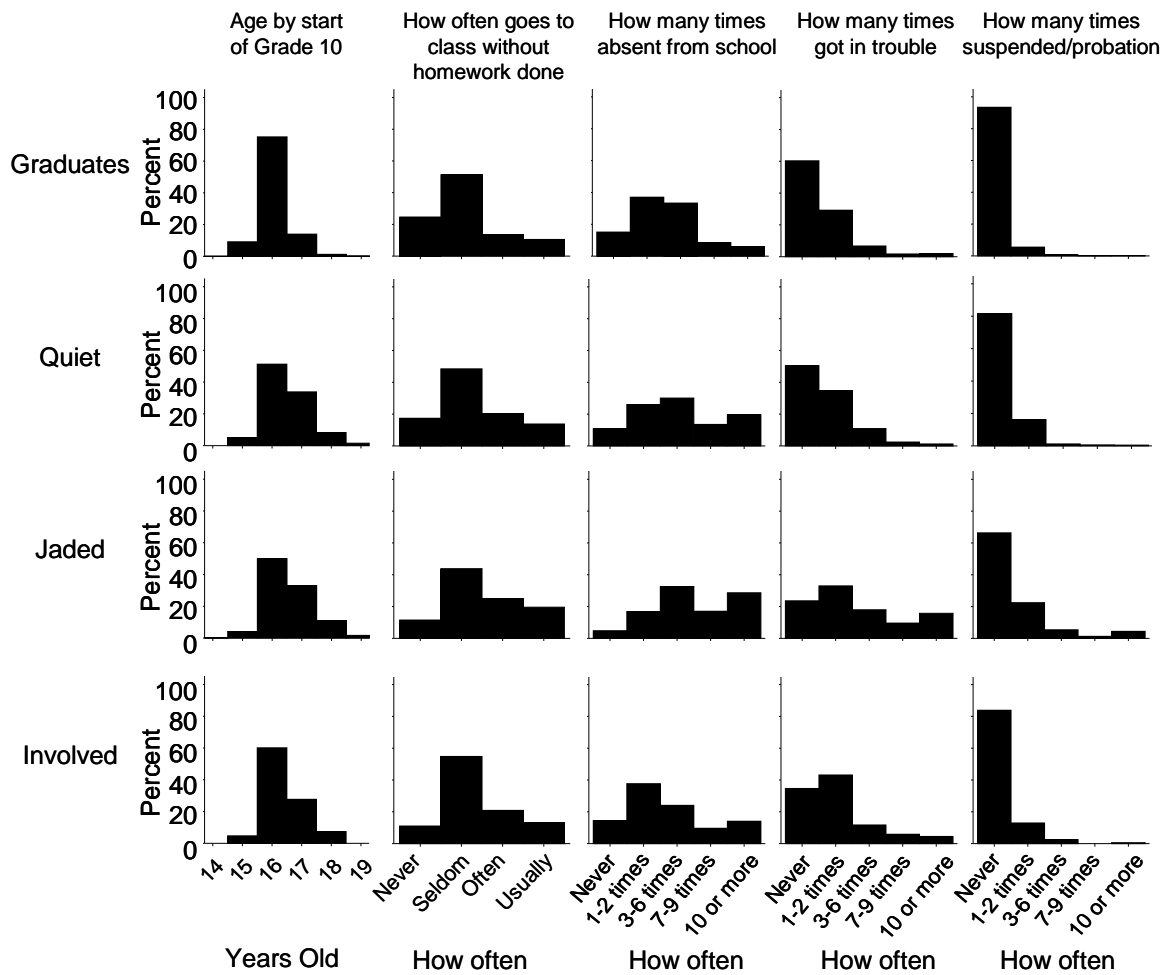 Age by start
of Grade 10
How often goes to
class without
homework done
How many times
absent from school
How many times
got in trouble
How many times
suspended/probation
Graduates
Percent
100
80
60
40
20
0
Quiet
Percent
100
80
60
40
20
0
Jaded
Percent
100
80
60
40
20
0
Involved
Percent
100
80
60
40
20
0
14 15 16 17 18 19
Never Seldom Often Usually
Never 1-2 times 3-6 times 7-9 times 10 or more
Never 1-2 times 3-6 times 7-9 times 10 or more
Never 1-2 times 3-6 times 7-9 times 10 or more
Years Old
How often
How often
How often
How often